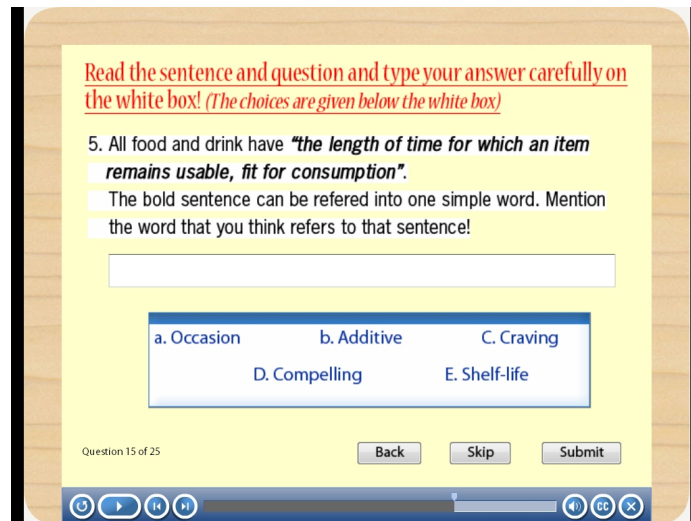 Read the sentence and question and type your answer carefully on
the white box! (The choices are given below the white box)
5. All food and drink have “the length of time for which an item
remains usable, fit for consumption”.
The bold sentence can be refered into one simple word. Mention
the word that you think refers to that sentence!
a. Occasion b. Additive C. Craving
D. Compelling E. Shelf-life
Question 15 of 25 Back Skip Submit
CC